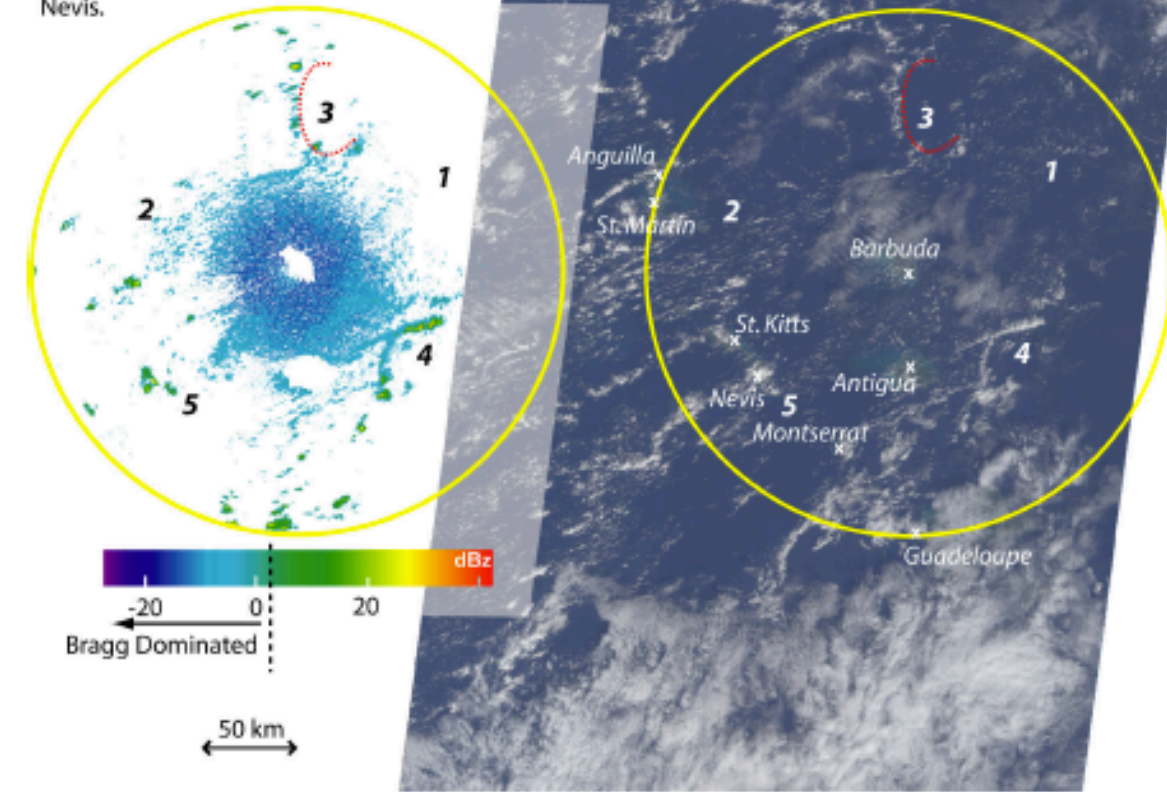 Nevis.
3
3
Anguilla
1
1
2
2
St. Martin
Barbuda
St. Kitts
4
4
Antigua
Nevis
5
5
Montserrat
Guadeloupe
dBz
-20
0
20
Bragg Dominated
50 km